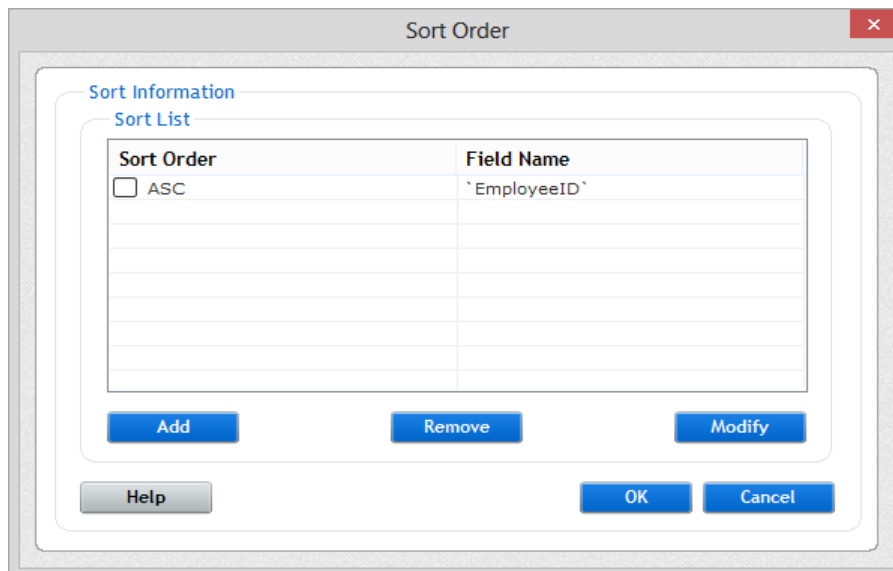 Sort Order
Sort Information
Sort List
Sort Order Field Name
ASC `EmployeeID`
Add Remove Modify
Help OK Cancel